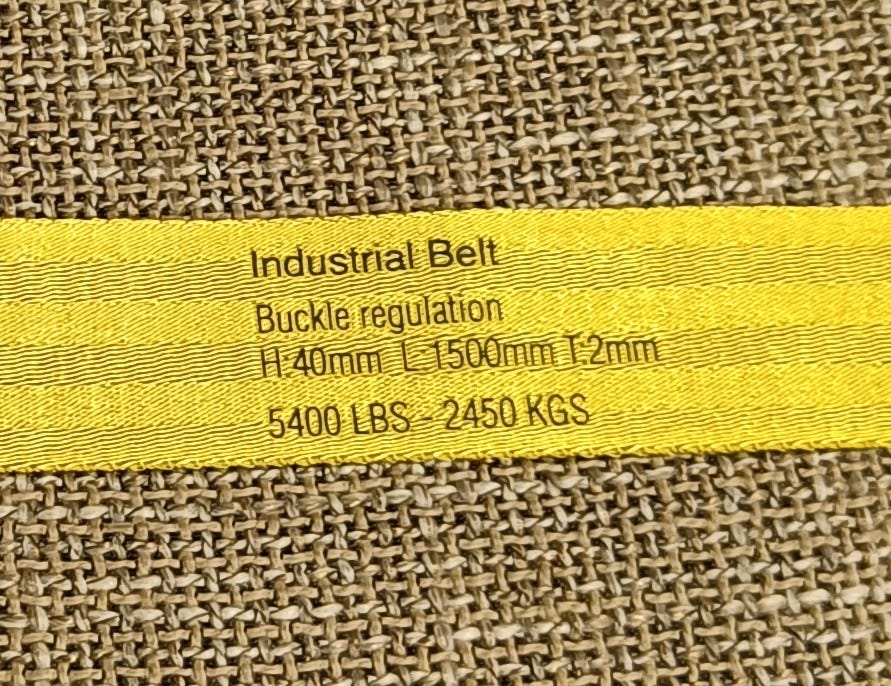 Industrial Belt
Buckle regulation
H:40mm L:1500mm T:2mm
5400 LBS - 2450 KGS